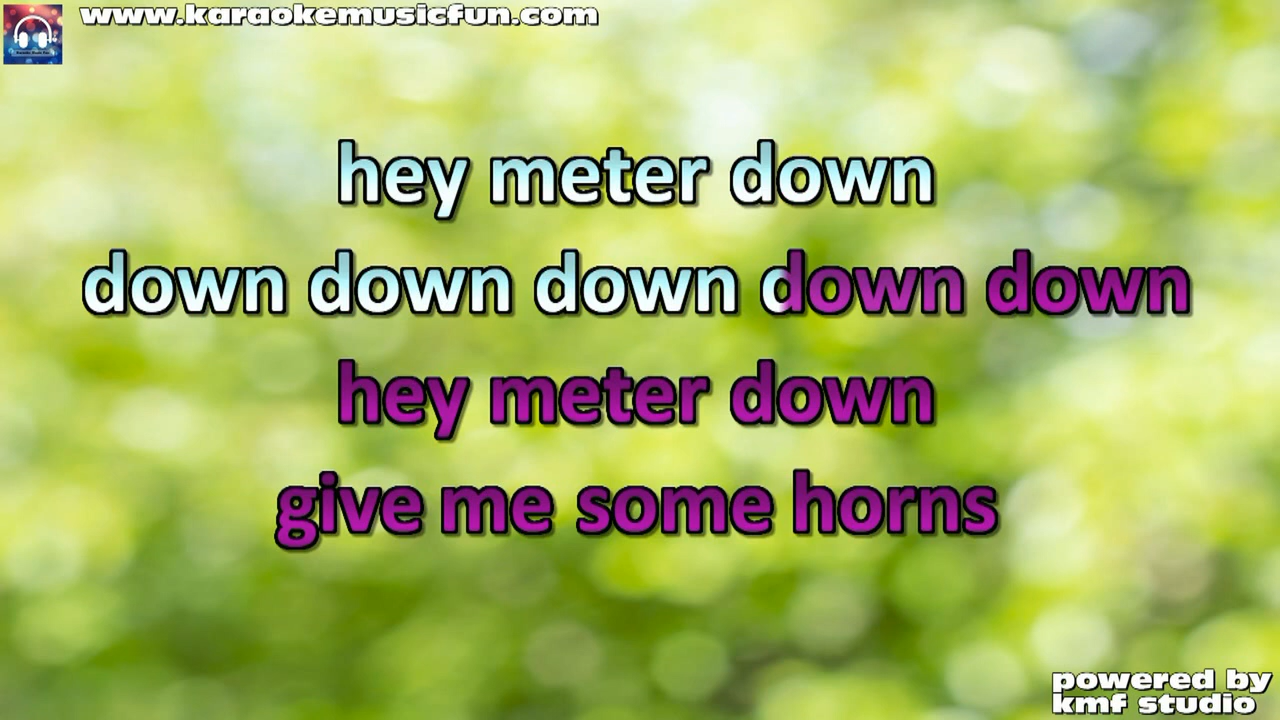 www.karaokemusicfun.com
hey meter down
down down down down down
hey meter down
give me some horns
powered by
kmf studio